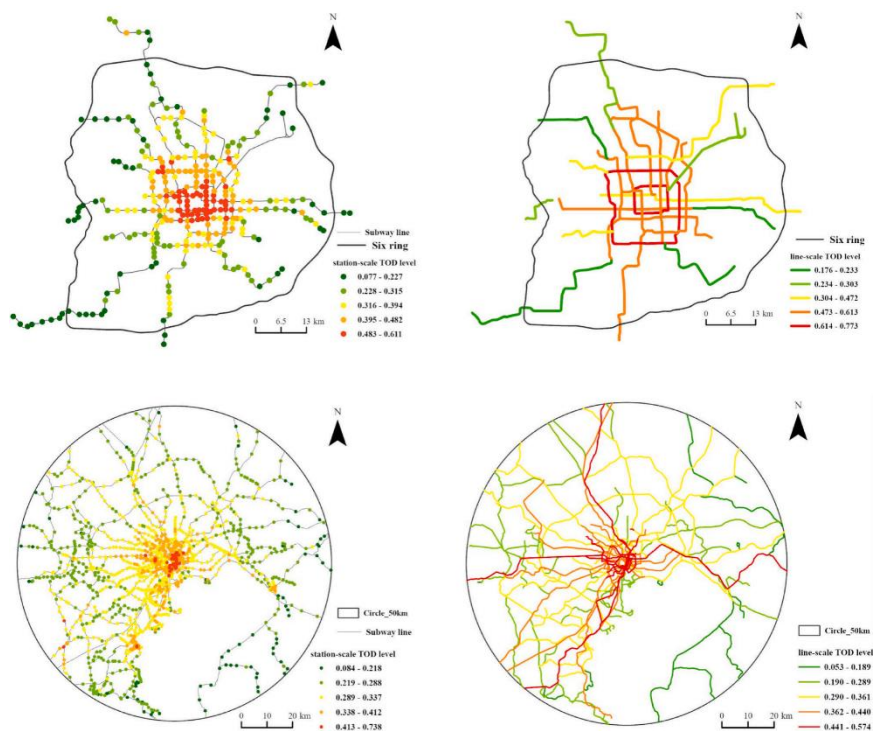 N
Subway line
Six ring
station-scale TOD level
0.077 - 0.227
0.228 - 0.315
0.316 - 0.394
0.395 - 0.482
0.483 - 0.611
0 6.5 13 km
N
Six ring
line-scale TOD level
0.176 - 0.233
0.234 - 0.303
0.304 - 0.472
0.473 - 0.613
0.614 - 0.773
0 6.5 13 km
N
Circle_50km
Subway line
station-scale TOD level
0.084 - 0.218
0.219 - 0.288
0.289 - 0.337
0.338 - 0.412
0.413 - 0.738
0 10 20 km
N
Circle_50km
line-scale TOD level
0.053 - 0.189
0.190 - 0.289
0.290 - 0.361
0.362 - 0.440
0.441 - 0.574
0 10 20 km